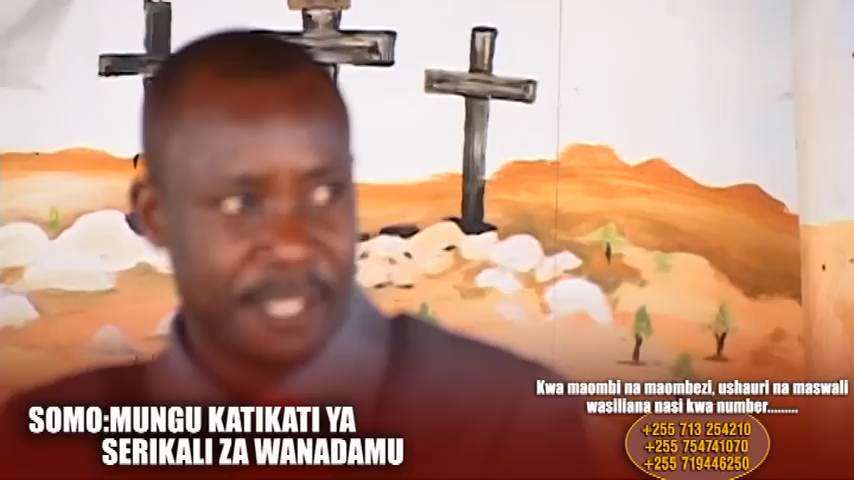 Kwa maombi na maombezi, ushauri na maswali
wasiliana nasi kwa number.........
+255 713 254210
+255 754741070
+255 719446250
SOMO:MUNGU KATIKATI YA
SERIKALI ZA WANADAMU